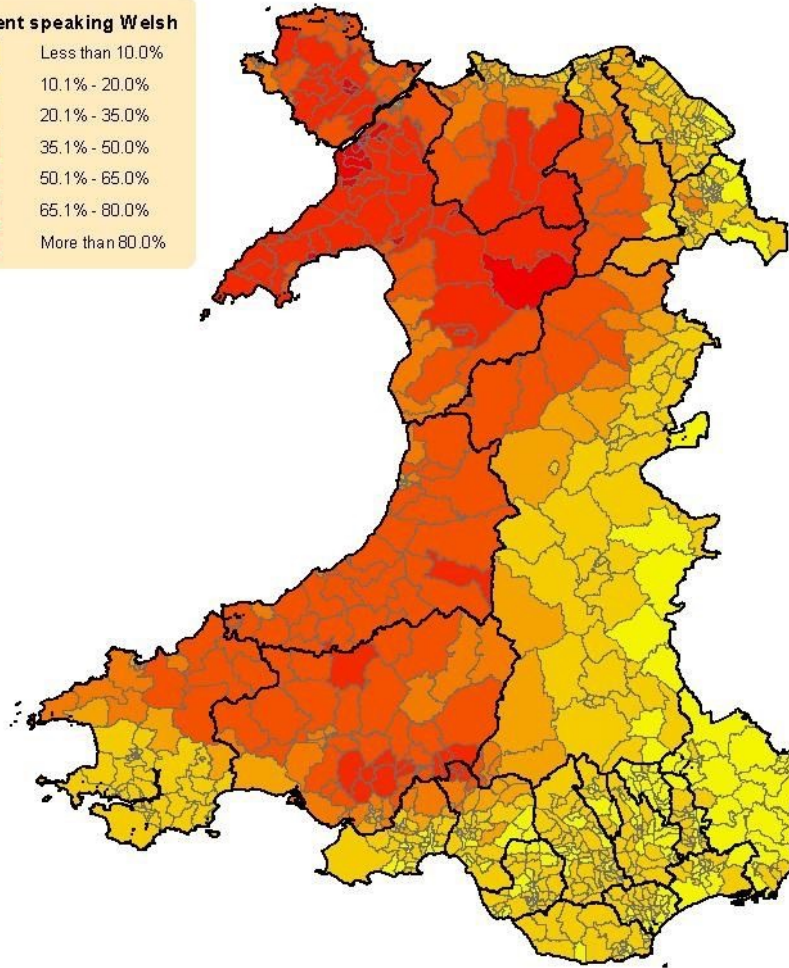 ent speaking Welsh
Less than 10.0%
10.1% - 20.0%
20.1% - 35.0%
35.1% - 50.0%
50.1% - 65.0%
65.1% - 80.0%
More than 80.0%